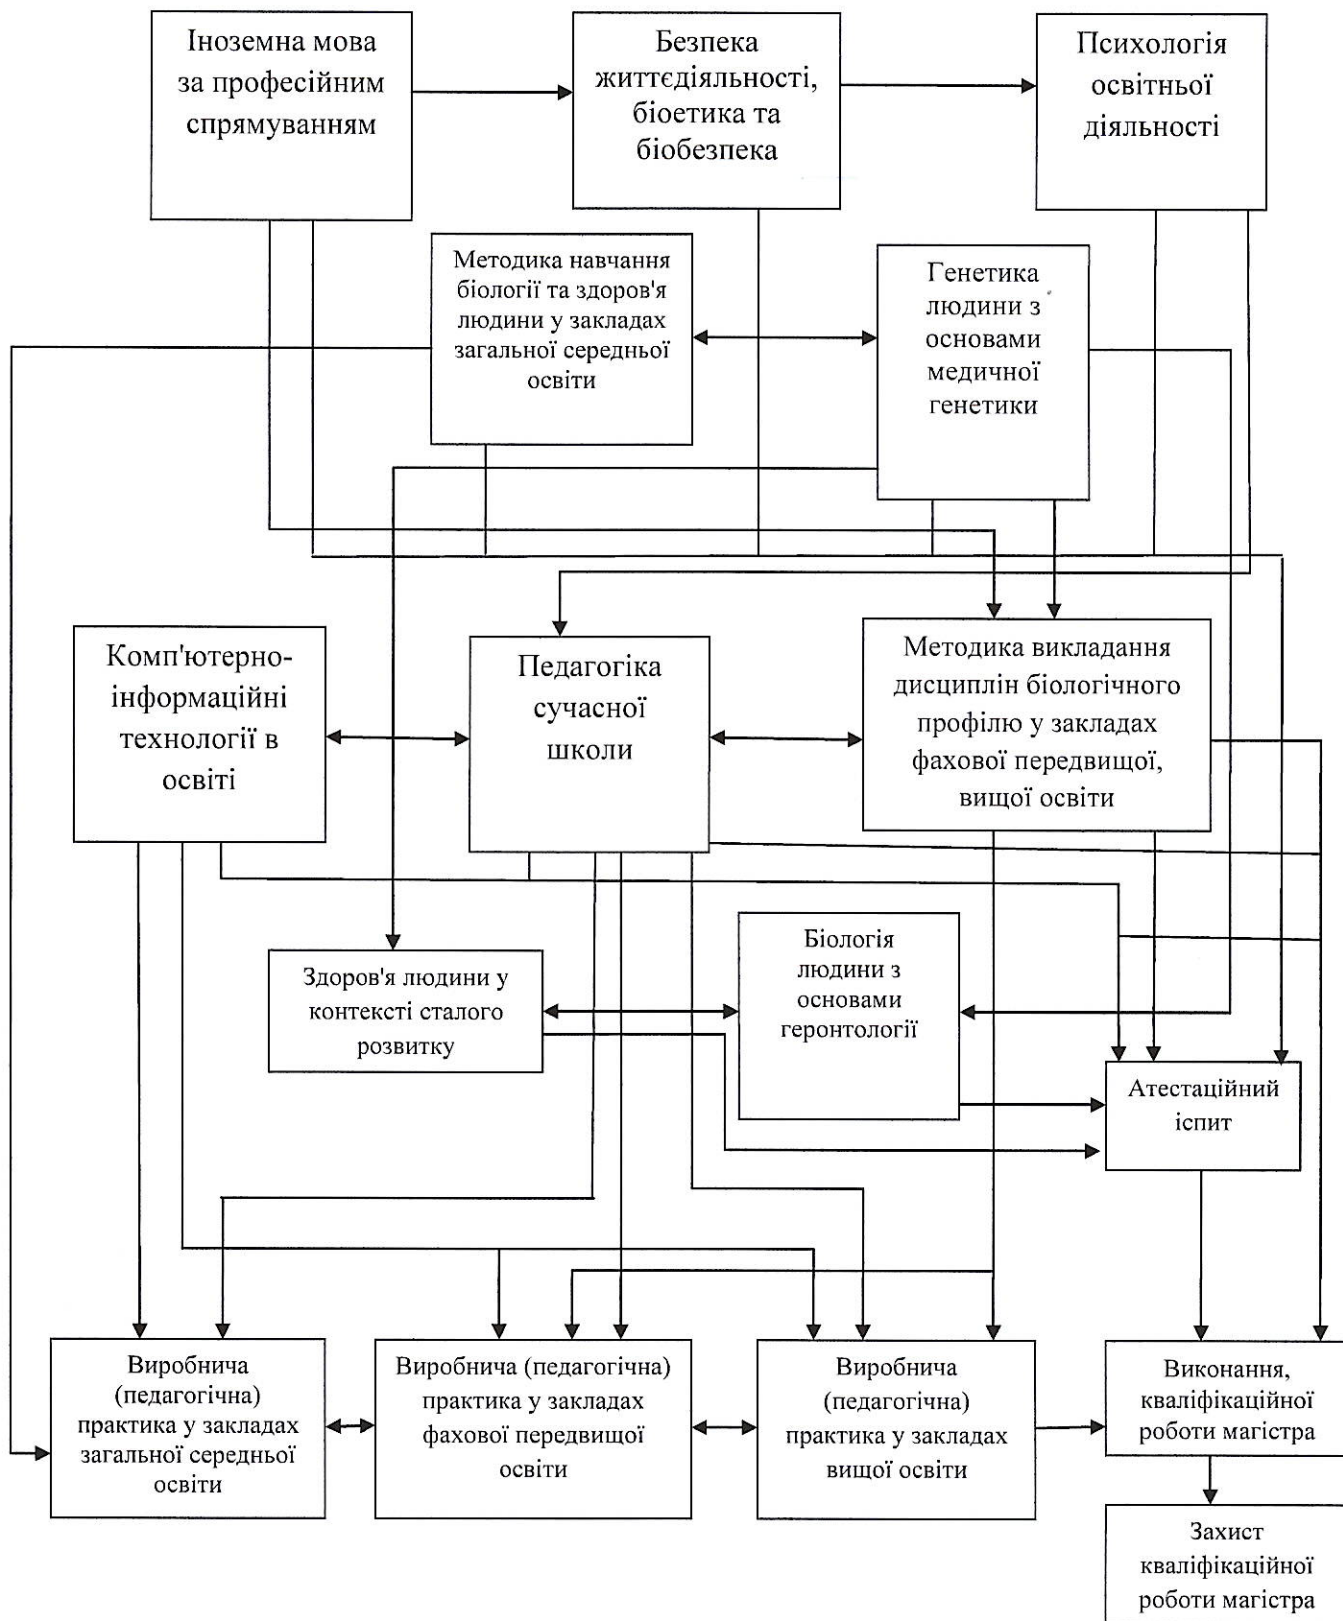 Іноземна мова
за професійним
спрямуванням
Безпека
життєдіяльності,
біоетика та
біобезпека
Психологія
освітньої
діяльності
Методика навчання
біології та здоров'я
людини у закладах
загальної середньої
освіти
Генетика
людини з
основами
медичної
генетики
Комп'ютерно-
інформаційні
технології в
освіті
Педагогіка
сучасної
школи
Методика викладання
дисциплін біологічного
профілю у закладах
фахової передвищої,
вищої освіти
Здоров'я людини у
контексті сталого
розвитку
Біологія
людини з
основами
геронтології
Атестаційний
іспит
Виробнича
(педагогічна)
практика у закладах
загальної середньої
освіти
Виробнича (педагогічна)
практика у закладах
фахової передвищої
освіти
Виробнича
(педагогічна)
практика у закладах
вищої освіти
Виконання,
кваліфікаційної
роботи магістра
Захист
кваліфікаційної
роботи магістра